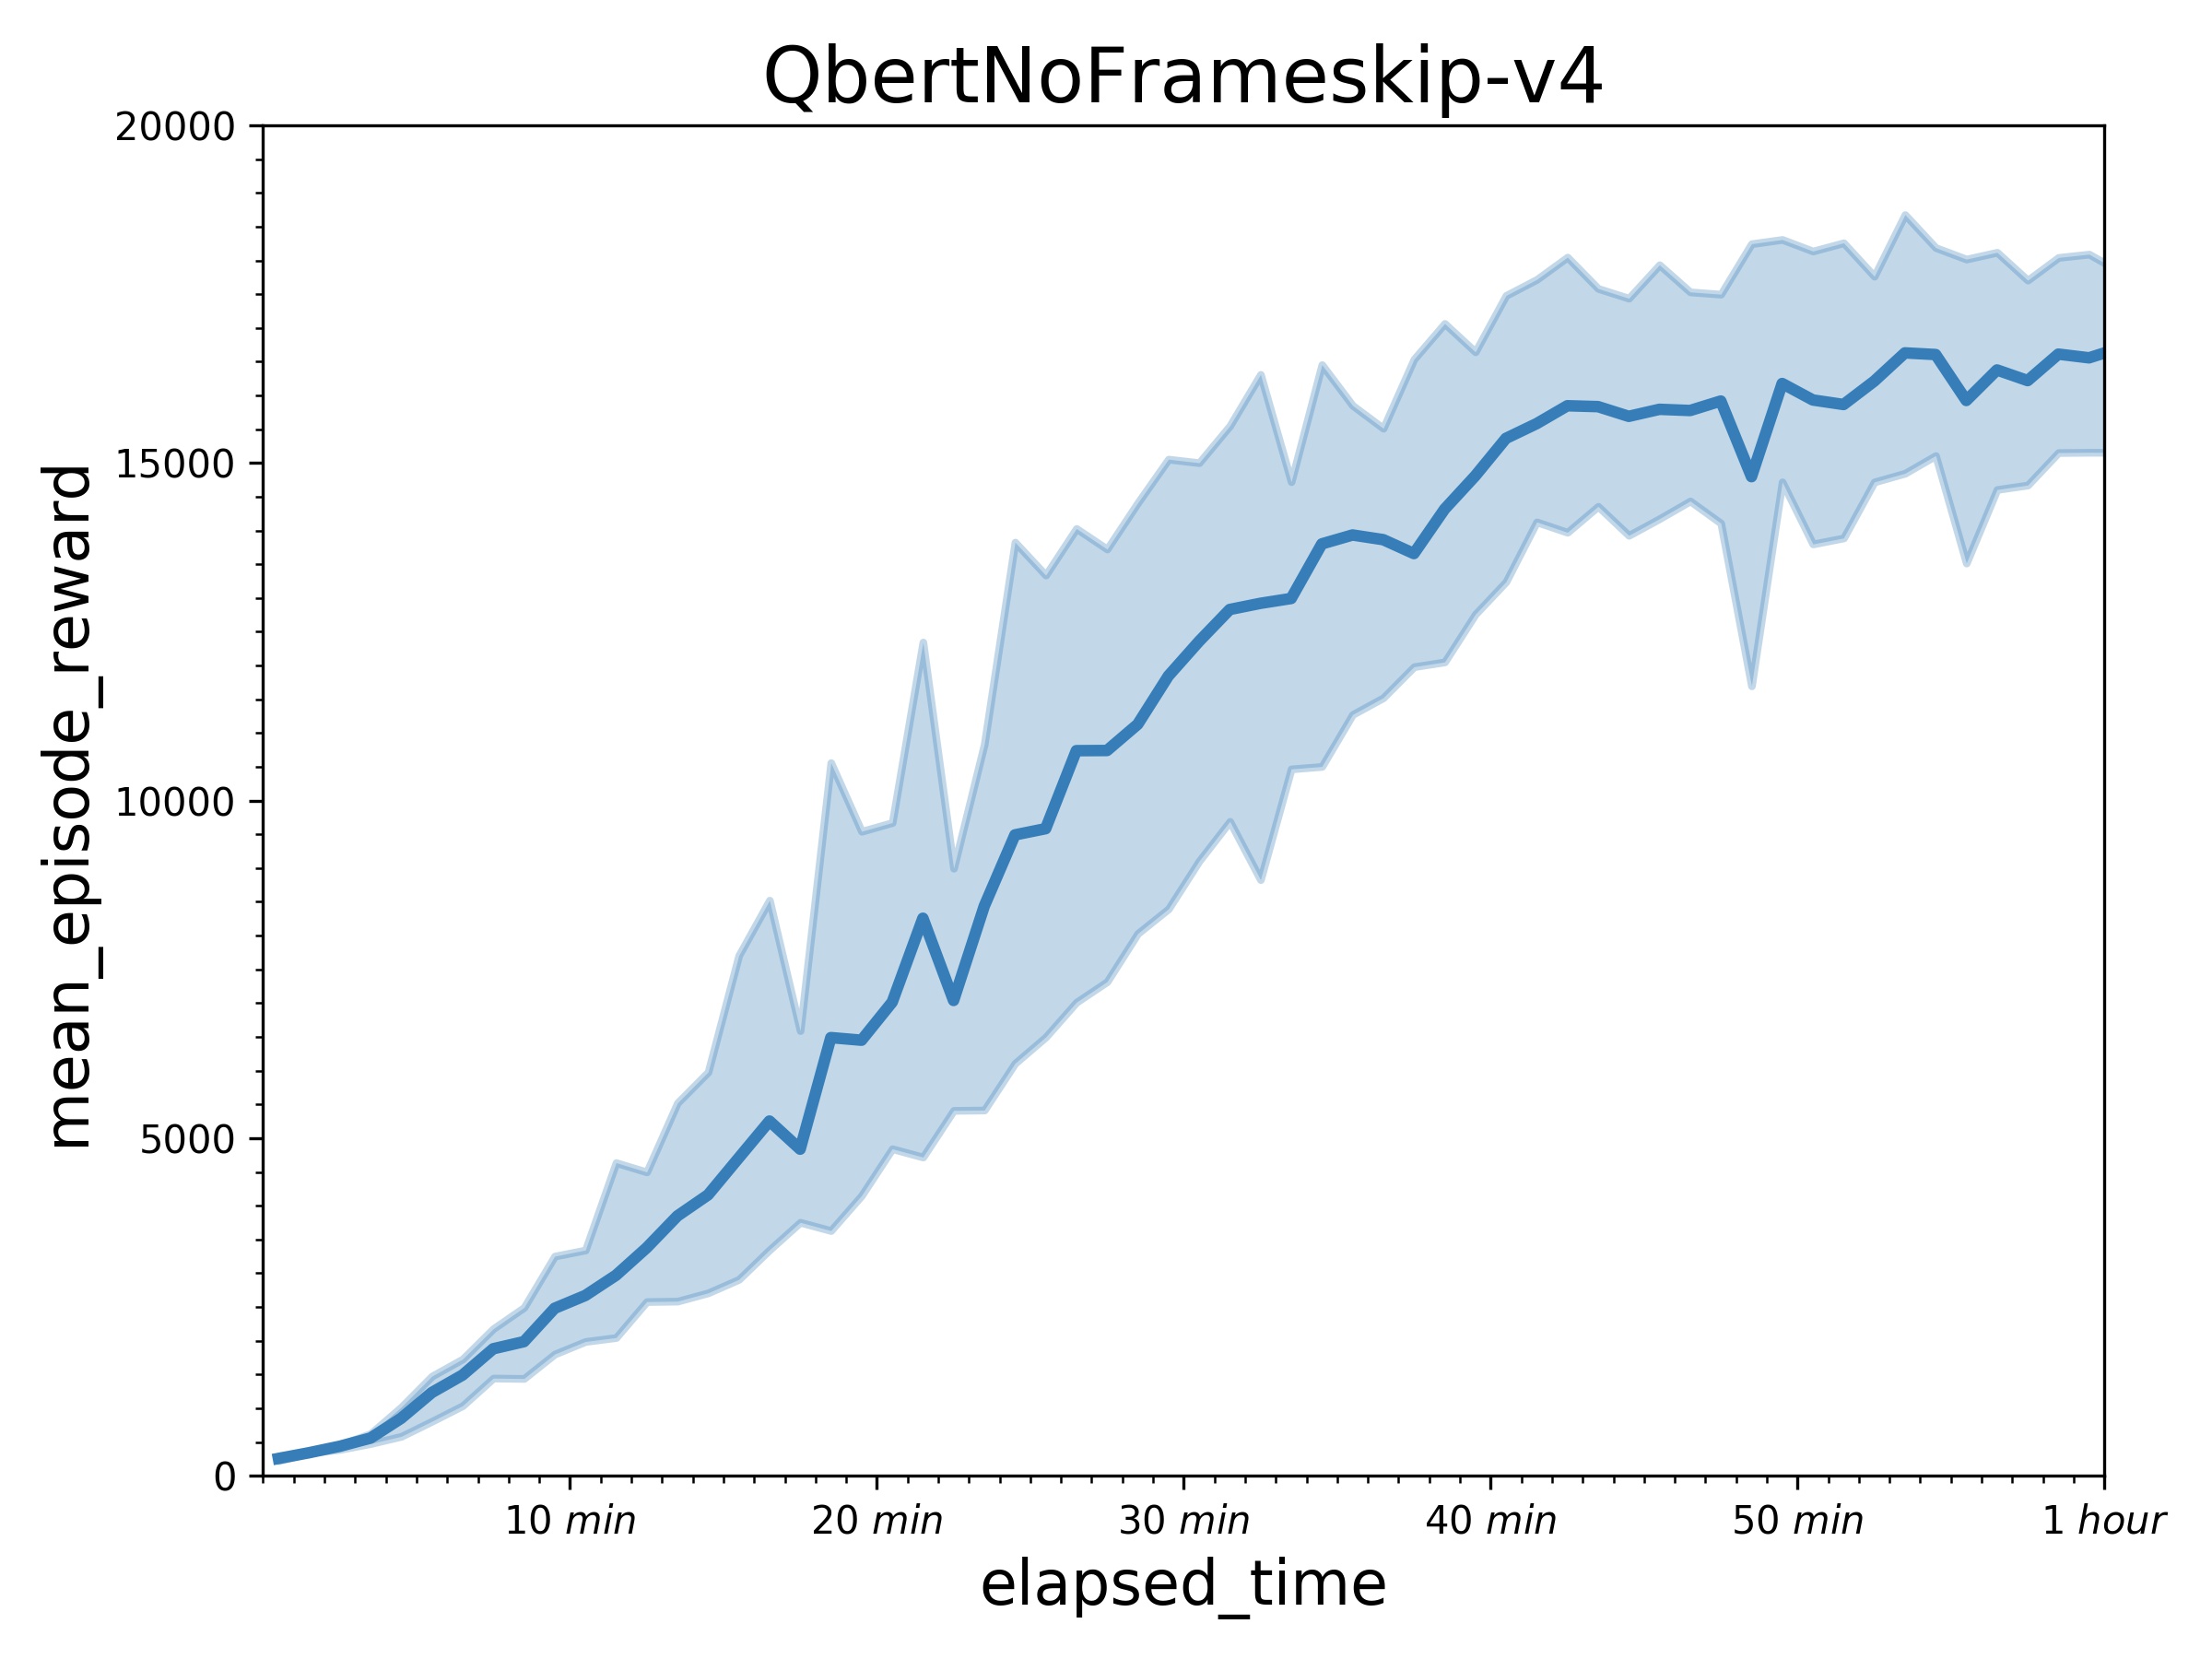 QbertNoFrameskip-v4
20000
15000
10000
5000
0
mean_episode_reward
10 min
20 min
30 min
40 min
50 min
1 hour
elapsed_time